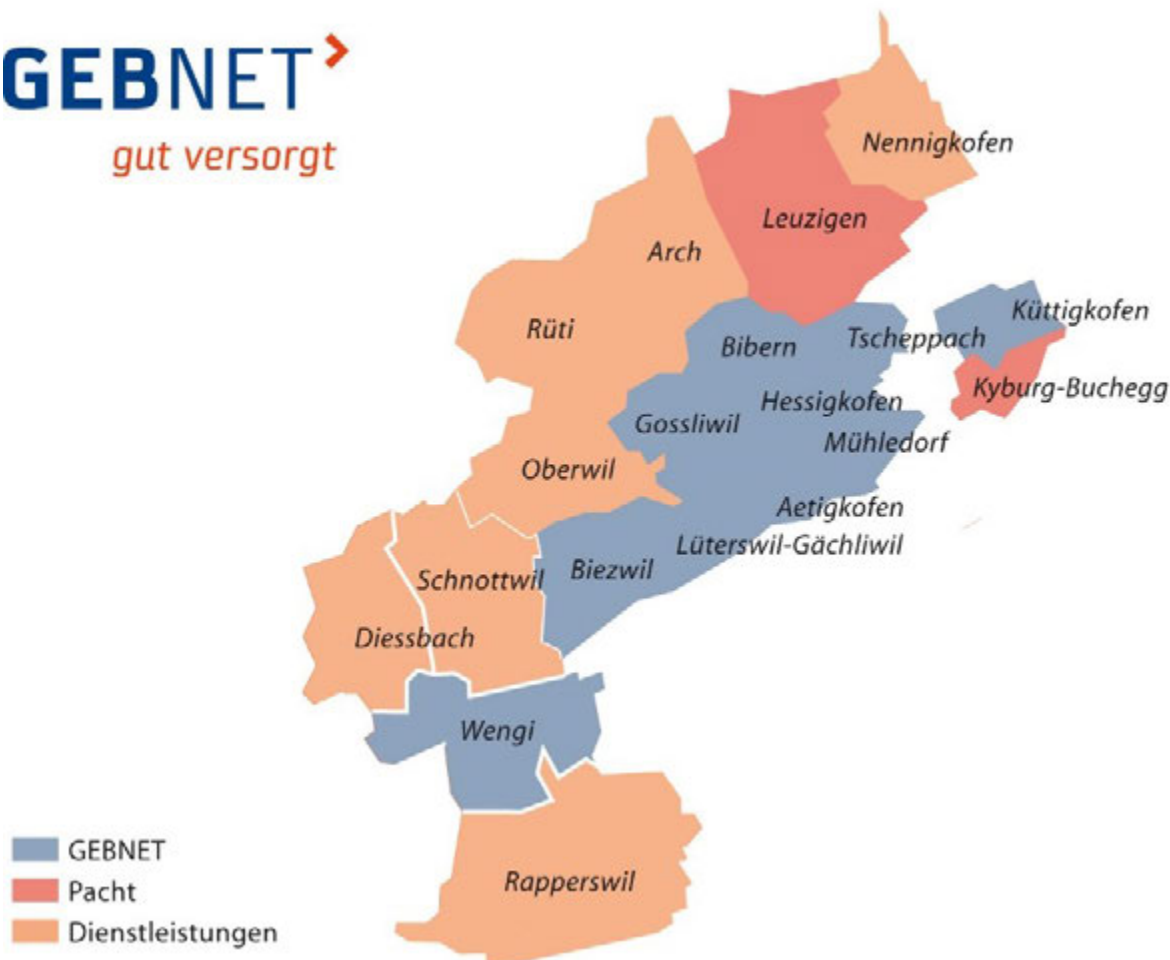 GEBNET
gut versorgt
Nennigkofen
Leuzigen
Arch
Küttigkofen
Rüti
Bibern
Tscheppach
Kyburg-Buchegg
Hessigkofen
Gossliwil
Mühledorf
Oberwil
Aetigkofen
Lüterswil-Gächliwil
Biezwil
Schnottwil
Diessbach
Wengi
Rapperswil
GEBNET
Pacht
Dienstleistungen